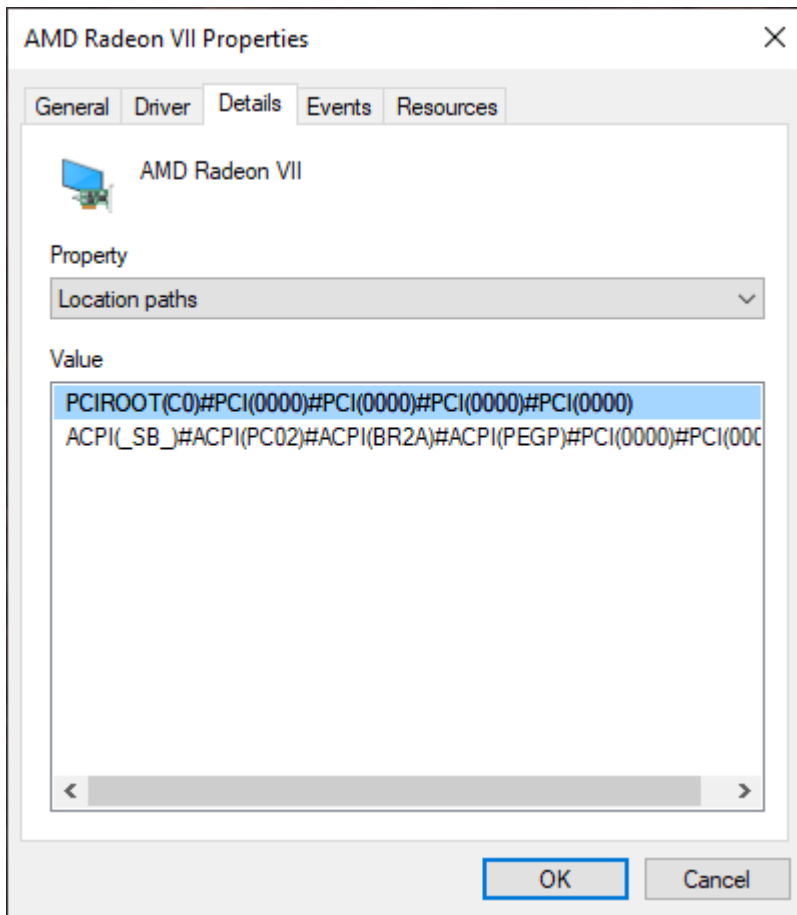 AMD Radeon VII Properties
General Driver Details Events Resources
AMD Radeon VII
Property
Location paths
Value
PCIROOT(C0)#PCI(0000)#PCI(0000)#PCI(0000)#PCI(0000)
ACPI(_SB_)#ACPI(PC02)#ACPI(BR2A)#ACPI(PEGP)#PCI(0000)#PCI(000
OK Cancel